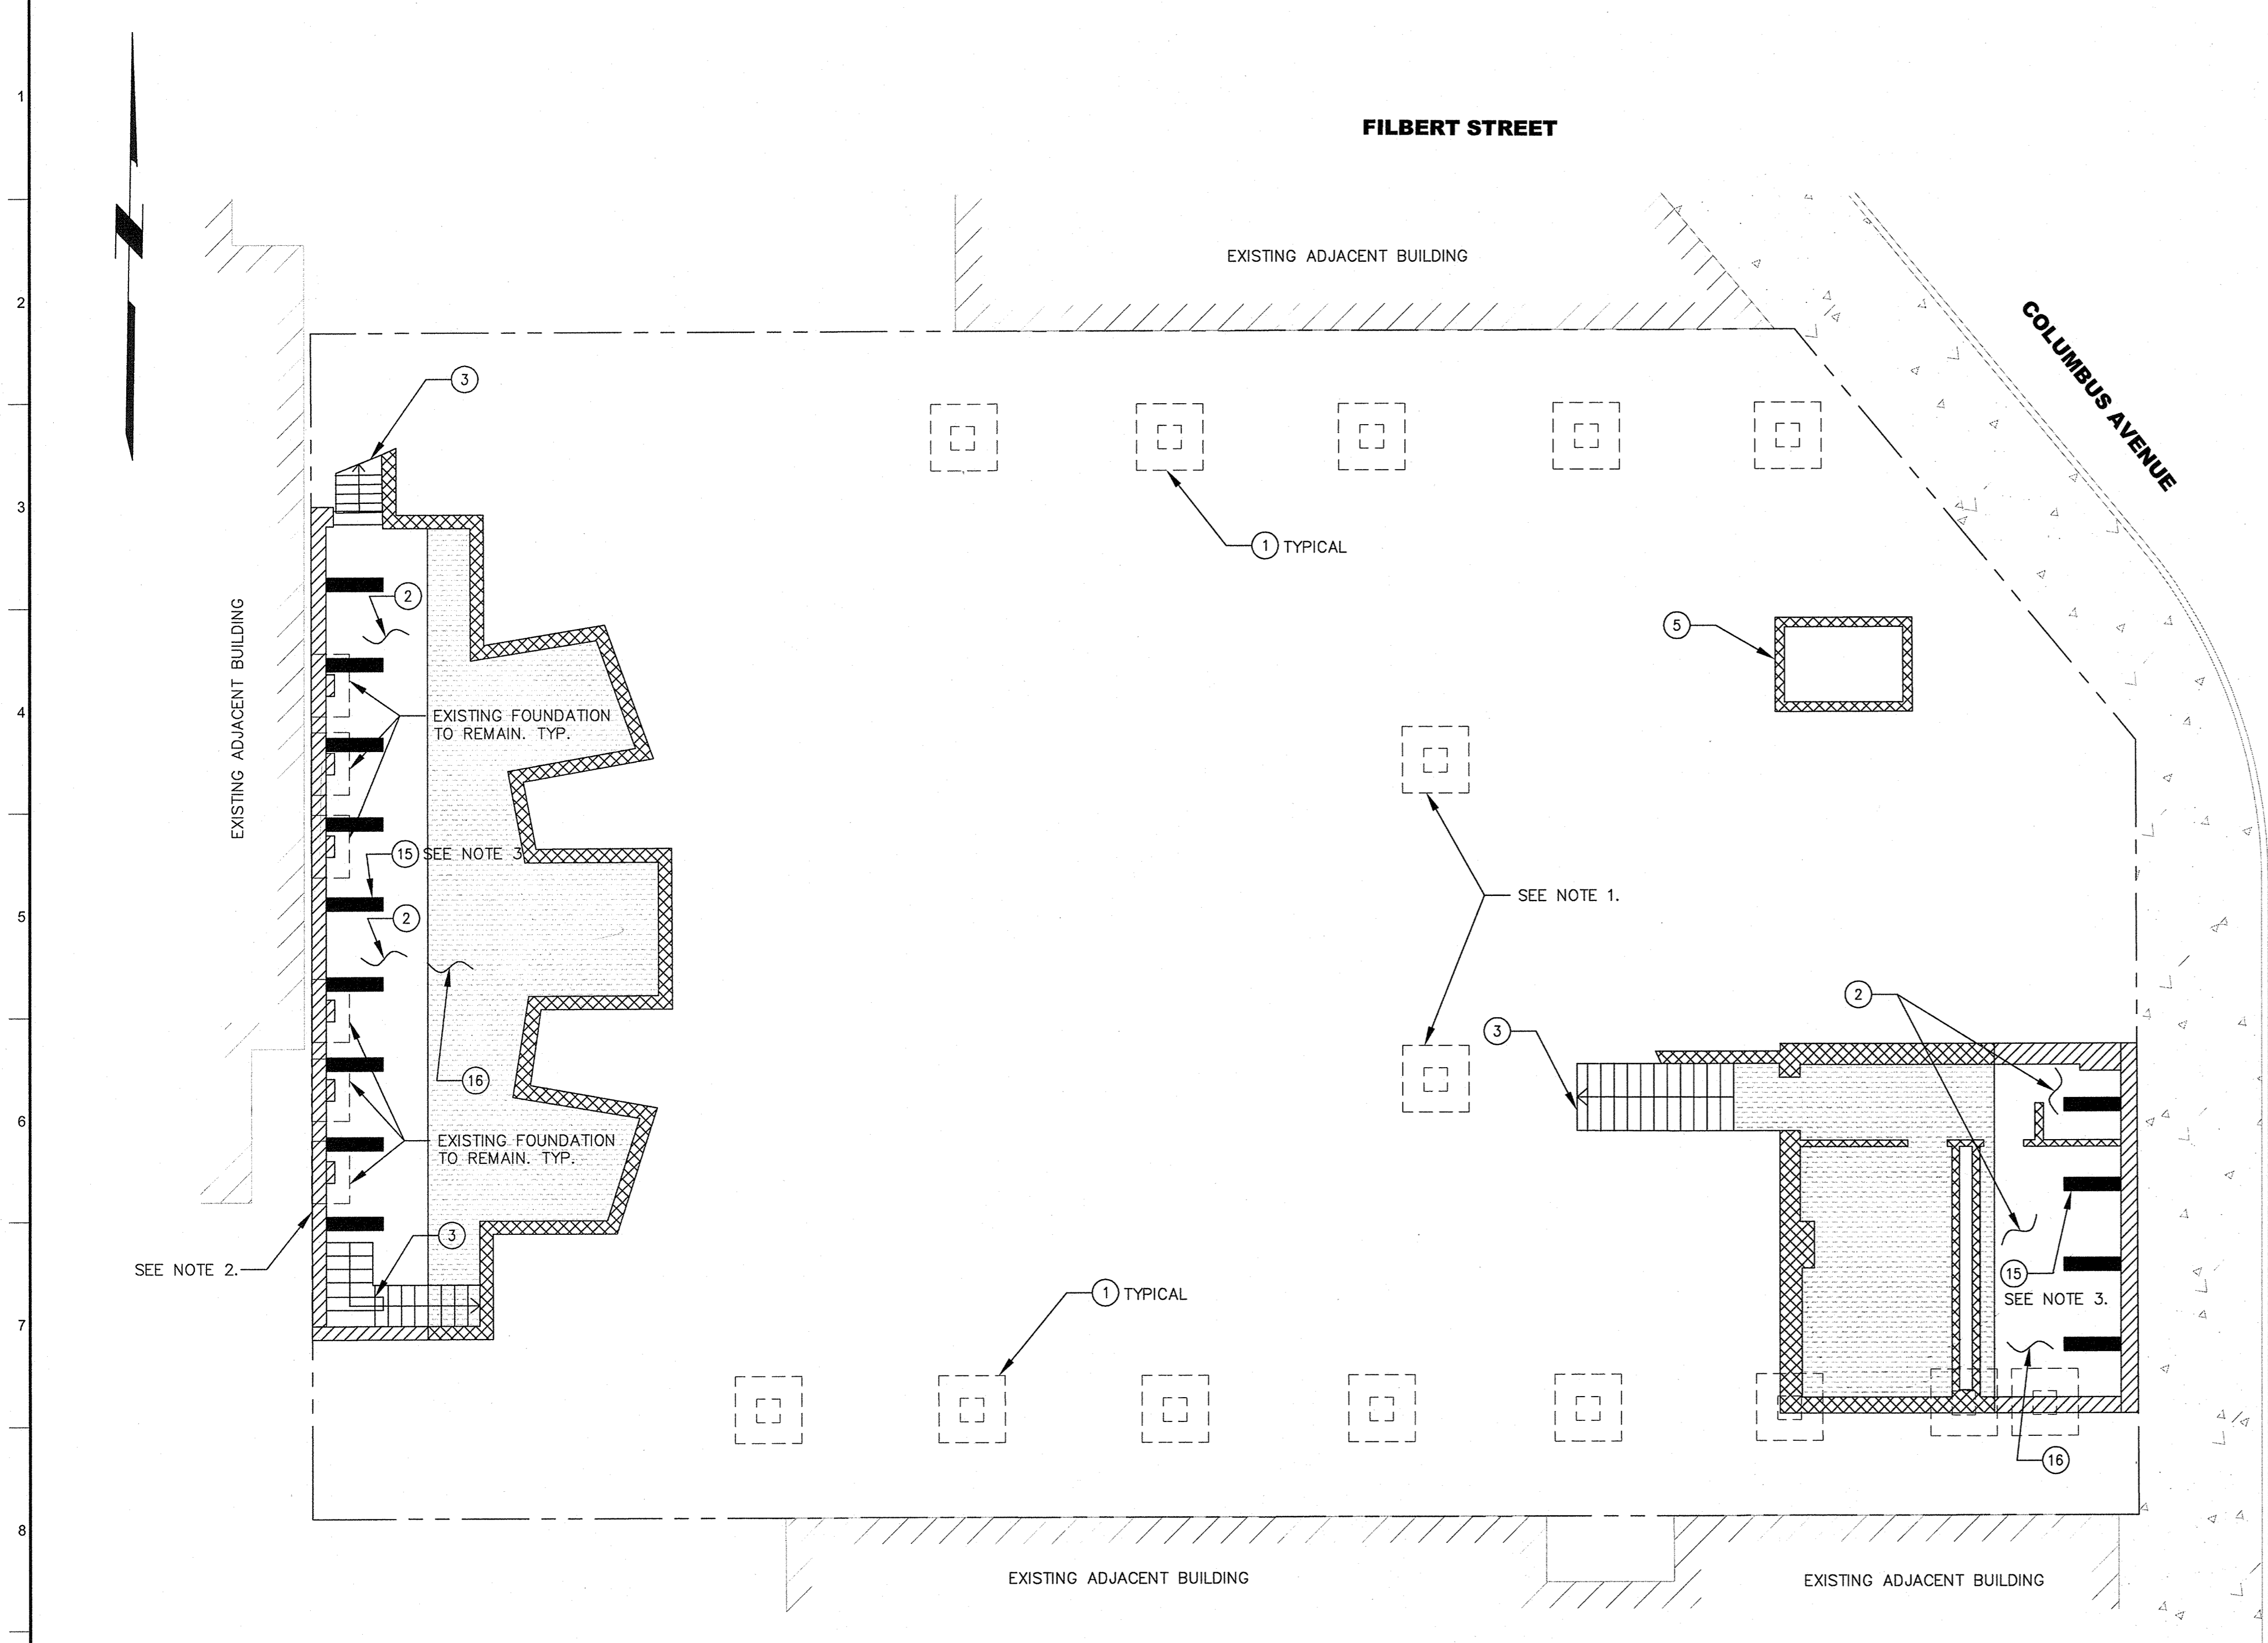 1
FILBERT STREET
EXISTING ADJACENT BUILDING
2
COLUMBUS AVENUE
3
3
1 TYPICAL
2
5
EXISTING ADJACENT BUILDING
4
EXISTING FOUNDATION
TO REMAIN. TYP.
15 SEE NOTE 3
5
2
SEE NOTE 1.
2
3
16
6
EXISTING FOUNDATION
TO REMAIN. TYP.
3
SEE NOTE 2.
15
SEE NOTE 3.
1 TYPICAL
7
16
8
EXISTING ADJACENT BUILDING
EXISTING ADJACENT BUILDING
N